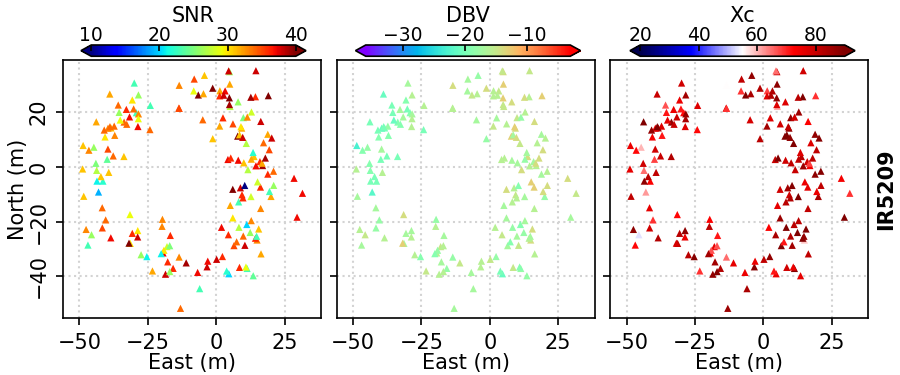 SNR DBV Xc
10 20 30 40 −30 −20 −10 20 40 60 80
North (m)
20
0
−20
−40
IR5209
−50 −25 0 25 −50 −25 0 25 −50 −25 0 25
East (m) East (m) East (m)